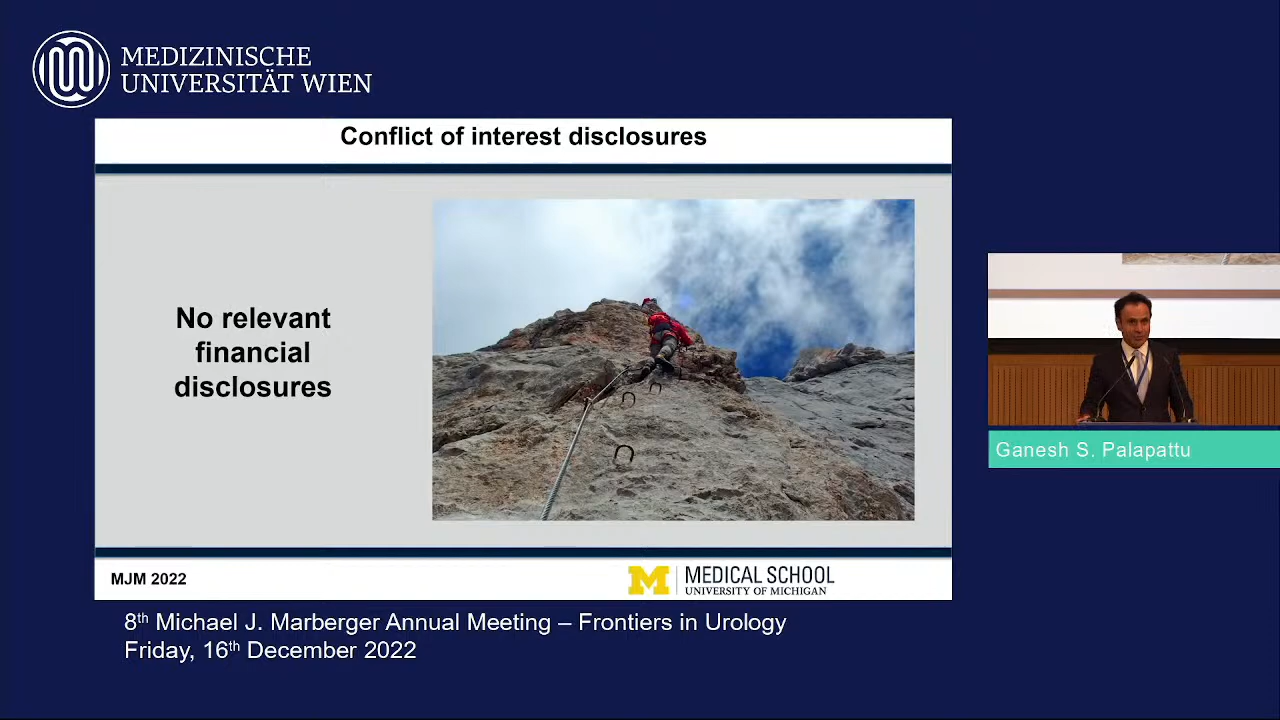 MEDIZINISCHE
UNIVERSITÄT WIEN
Conflict of interest disclosures
No relevant
financial
disclosures
MJM 2022
M
MEDICAL SCHOOL
UNIVERSITY OF MICHIGAN
Ganesh S. Palapattu
8th Michael J. Marberger Annual Meeting – Frontiers in Urology
Friday, 16th December 2022